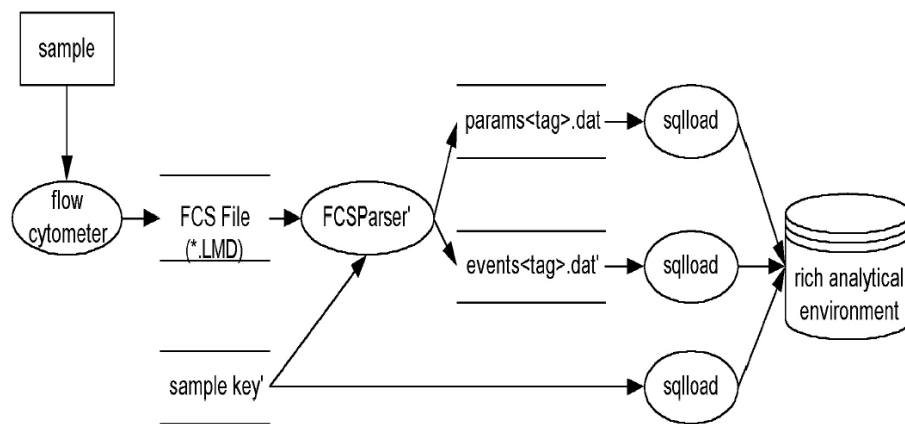 sample
flow
cytometer
FCS File
(*.LMD)
FCSParser'
params<tag>.dat
sqlload
events<tag>.dat'
sqlload
rich analytical
environment
sample key'
sqlload